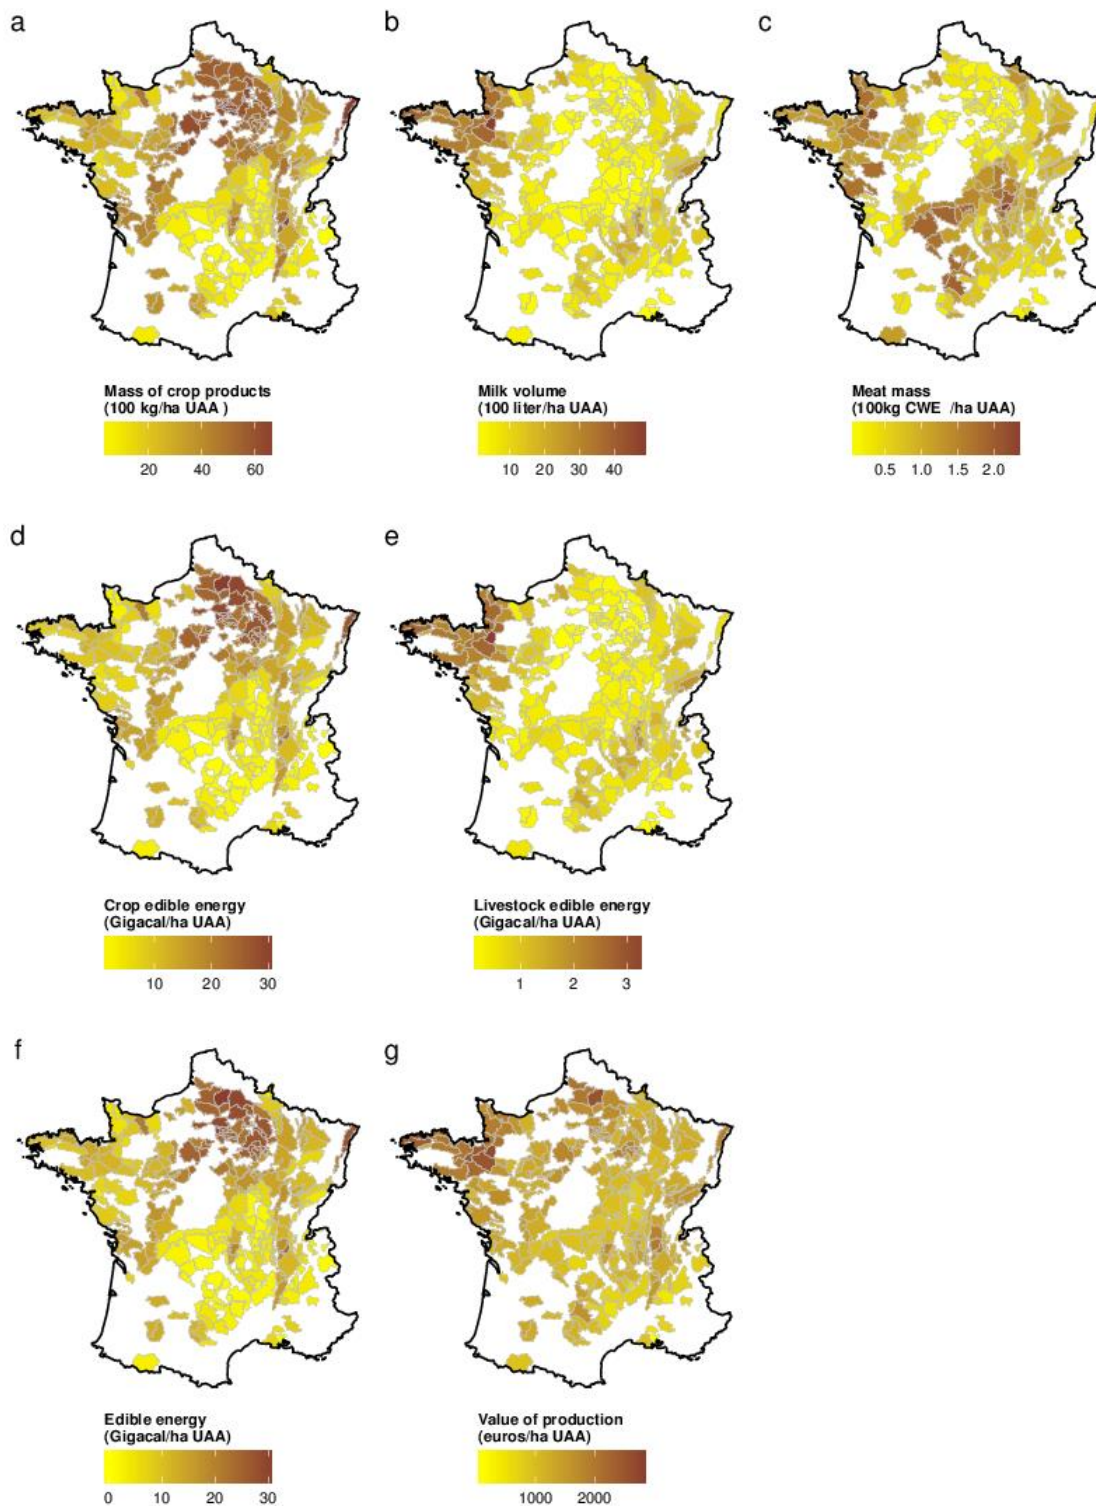 a
b
c
Mass of crop products
(100 kg/ha UAA )
20 40 60
Milk volume
(100 liter/ha UAA)
10 20 30 40
Meat mass
(100kg CWE /ha UAA)
0.5 1.0 1.5 2.0
d
e
Crop edible energy
(Gigacal/ha UAA)
10 20 30
Livestock edible energy
(Gigacal/ha UAA)
1 2 3
f
g
Edible energy
(Gigacal/ha UAA)
0 10 20 30
Value of production
(euros/ha UAA)
1000 2000